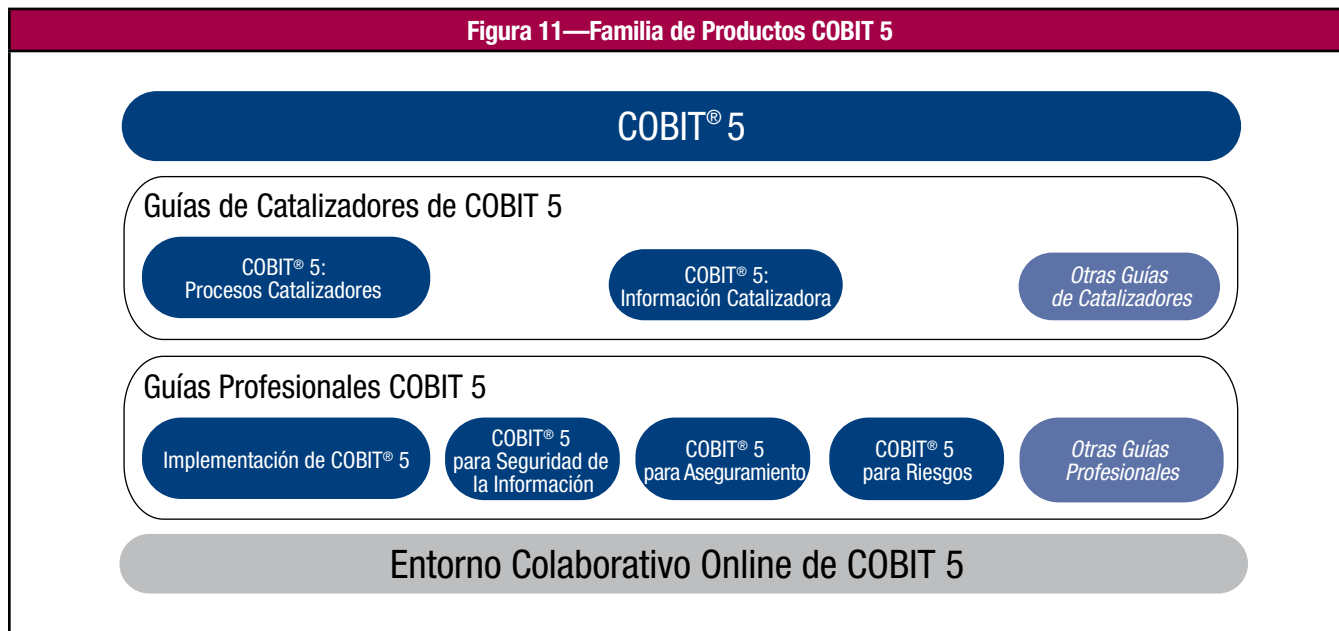 Figura 11—Familia de Productos COBIT 5
COBIT® 5
Guías de Catalizadores de COBIT 5
COBIT® 5:
Procesos Catalizadores
COBIT® 5:
Información Catalizadora
Otras Guías
de Catalizadores
Guías Profesionales COBIT 5
Implementación de COBIT® 5
COBIT® 5
para Seguridad de
la Información
COBIT® 5
para Aseguramiento
COBIT® 5
para Riesgos
Otras Guías
Profesionales
Entorno Colaborativo Online de COBIT 5